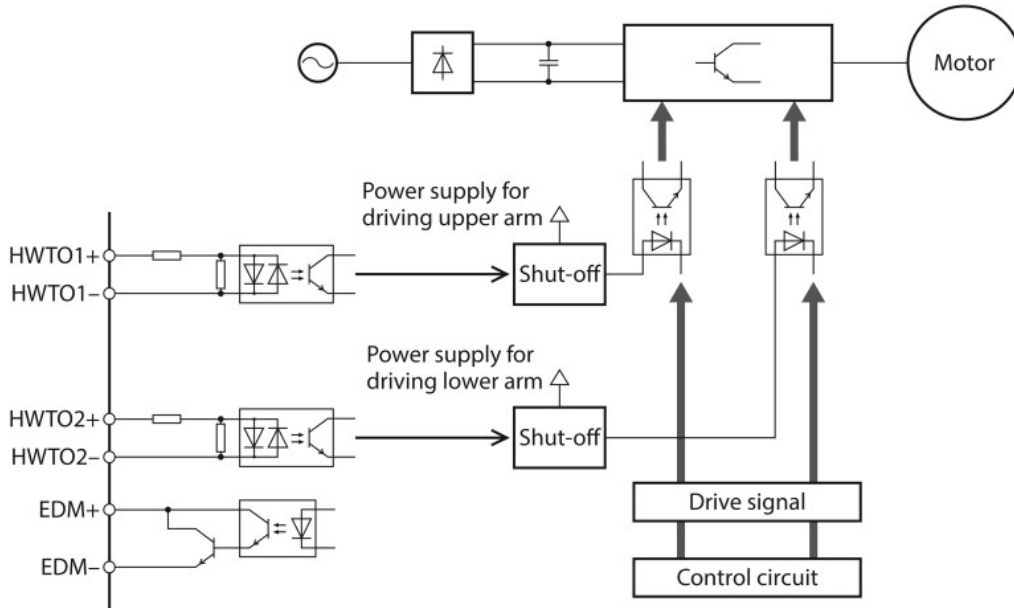 Motor
Power supply for
driving upper arm
HWTO1+
HWTO1–
Shut-off
Power supply for
driving lower arm
HWTO2+
HWTO2–
Shut-off
EDM+
EDM–
Drive signal
Control circuit